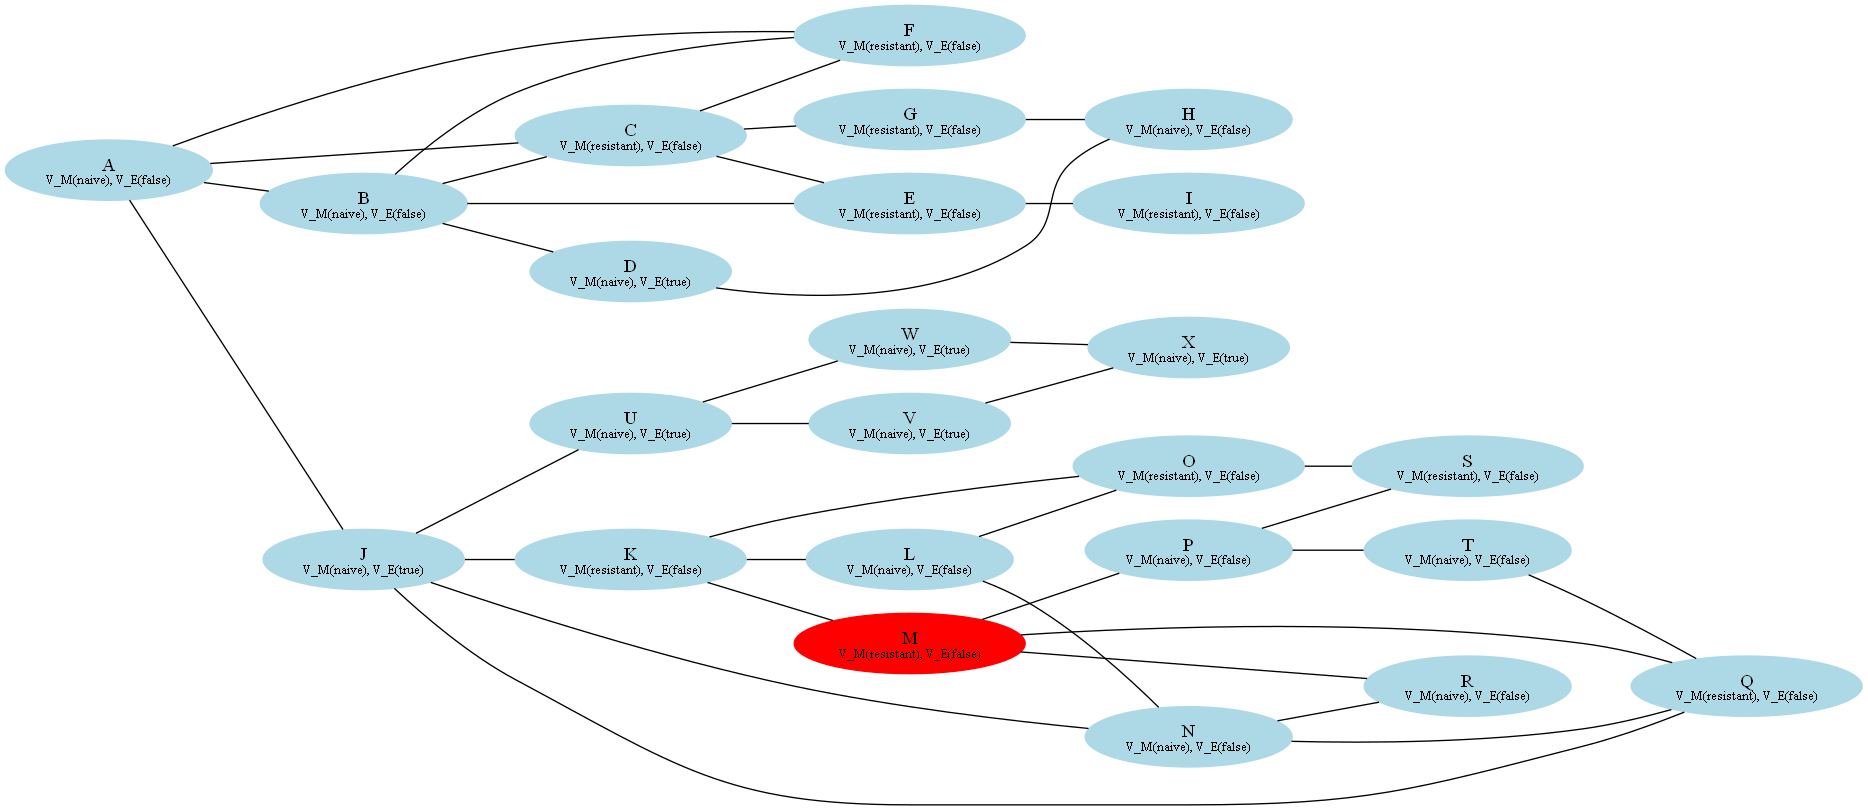 F
V_M(resistant), V_E(false)
G
V_M(resistant), V_E(false)
H
V_M(naive), V_E(false)
C
V_M(resistant), V_E(false)
A
V_M(naive), V_E(false)
B
V_M(naive), V_E(false)
E
V_M(resistant), V_E(false)
I
V_M(resistant), V_E(false)
D
V_M(naive), V_E(true)
W
V_M(naive), V_E(true)
X
V_M(naive), V_E(true)
U
V_M(naive), V_E(true)
V
V_M(naive), V_E(true)
O
V_M(resistant), V_E(false)
S
V_M(resistant), V_E(false)
J
V_M(naive), V_E(true)
K
V_M(resistant), V_E(false)
L
V_M(naive), V_E(false)
P
V_M(naive), V_E(false)
T
V_M(naive), V_E(false)
M
V_M(resistant), V_E(false)
R
V_M(naive), V_E(false)
Q
V_M(resistant), V_E(false)
N
V_M(naive), V_E(false)